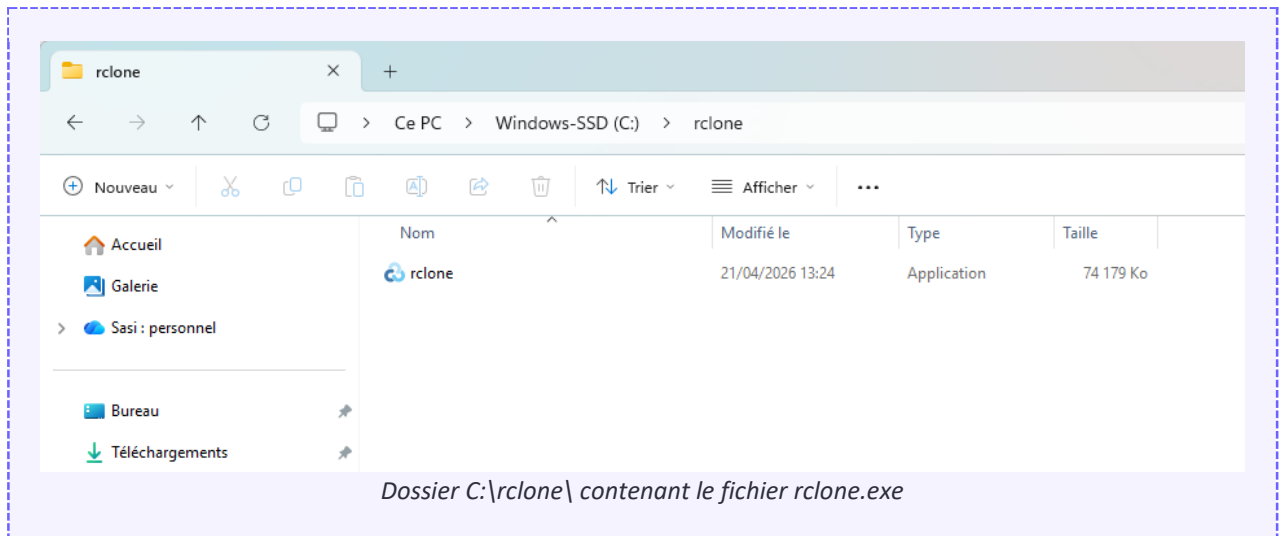 rclone
Ce PC > Windows-SSD (C:) > rclone
Nouveau
Trier
Afficher
Nom Modifié le Type Taille
rclone 21/04/2026 13:24 Application 74 179 Ko
Accueil
Galerie
Sasi : personnel
Bureau
Téléchargements
Dossier C:\rclone\ contenant le fichier rclone.exe